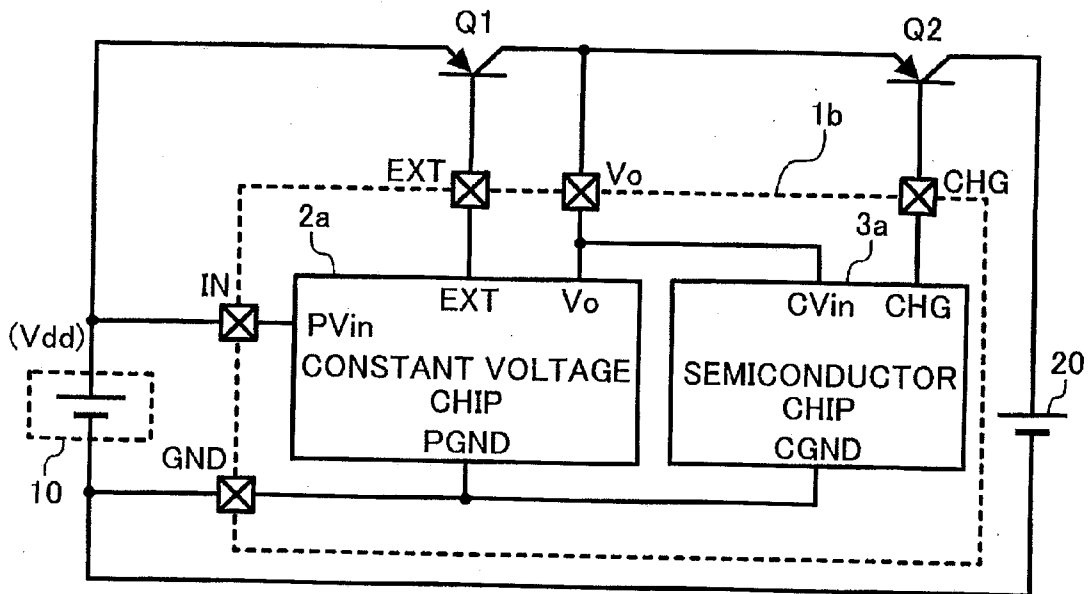 Q1
Q2
1b
EXT
Vo
CHG
2a
3a
IN
EXT
Vo
CVin
CHG
(Vdd)
PVin
CONSTANT VOLTAGE
CHIP
SEMICONDUCTOR
CHIP
20
PGND
CGND
GND
10